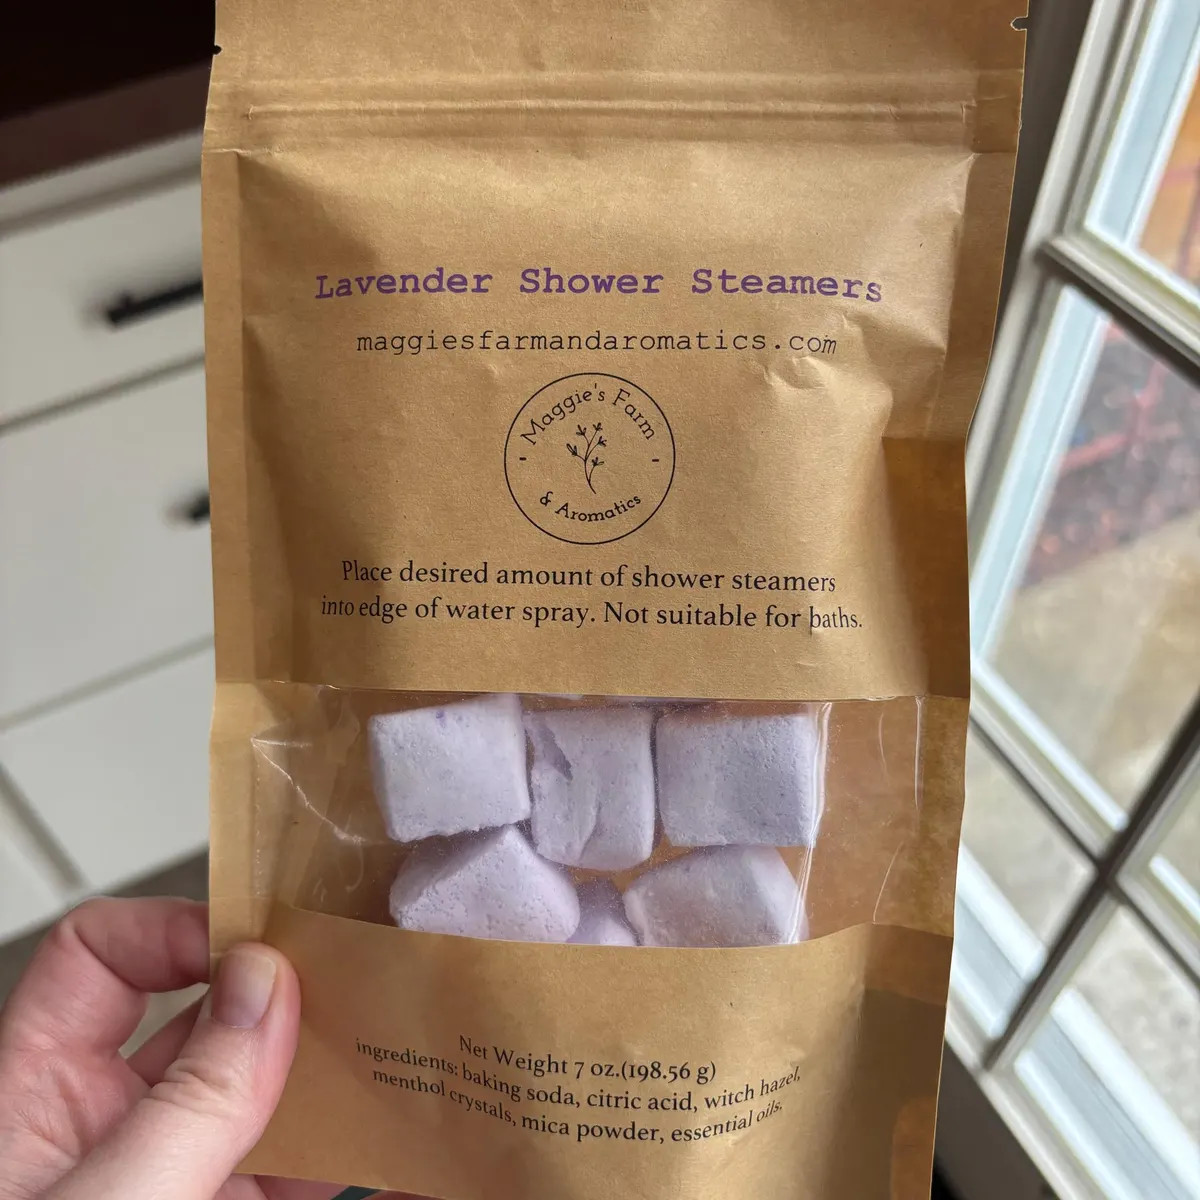 Lavender Shower Steamers
maggiesfarmandaromatics.com
Maggie's Farm
& Aromatics
Place desired amount of shower steamers
into edge of water spray. Not suitable for baths.
Net Weight 7 oz.(198.56 g)
ingredients: baking soda, citric acid, witch hazel,
menthol crystals, mica powder, essential oils.